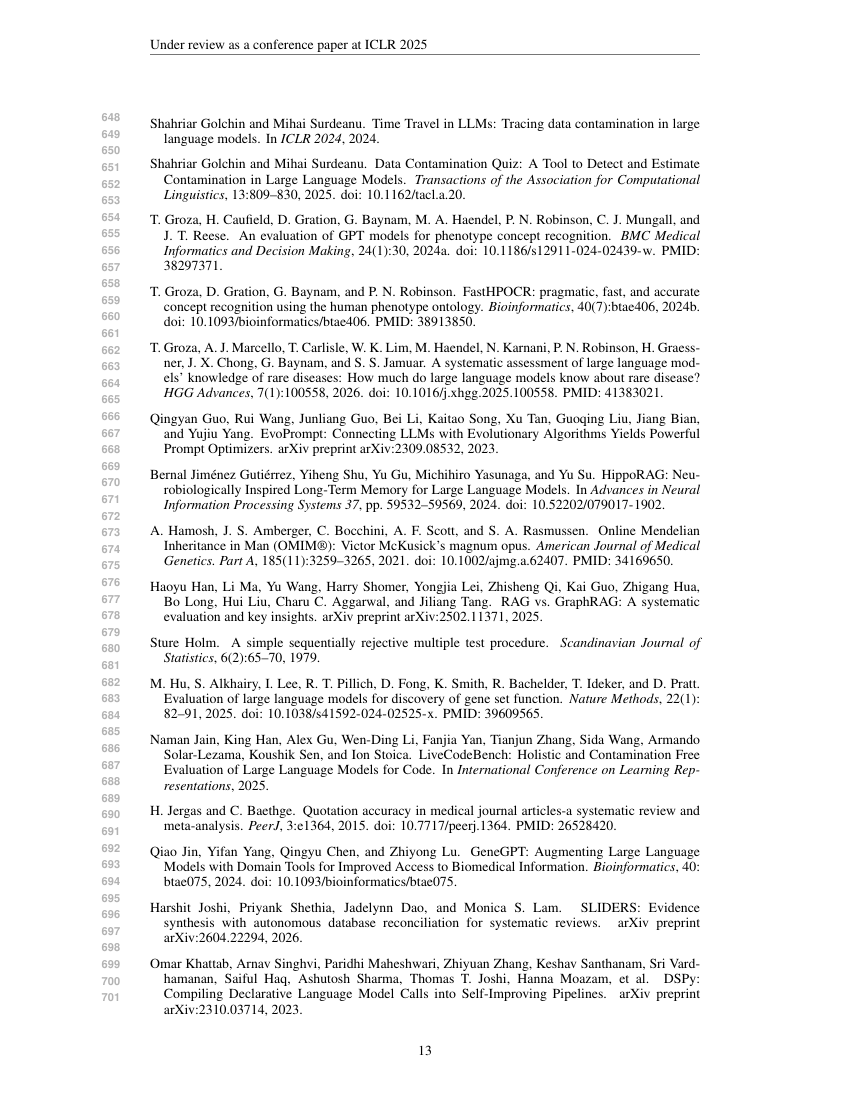 Under review as a conference paper at ICLR 2025
648
649
650
651
652
653
654
655
656
657
658
659
660
661
662
663
664
665
666
667
668
669
670
671
672
673
674
675
676
677
678
679
680
681
682
683
684
685
686
687
688
689
690
691
692
693
694
695
696
697
698
699
700
701
Shahriar Golchin and Mihai Surdeanu. Time Travel in LLMs: Tracing data contamination in large
language models. In ICLR 2024, 2024.
Shahriar Golchin and Mihai Surdeanu. Data Contamination Quiz: A Tool to Detect and Estimate
Contamination in Large Language Models. Transactions of the Association for Computational
Linguistics, 13:809–830, 2025. doi: 10.1162/tacl.a.20.
T. Groza, H. Caufield, D. Gration, G. Baynam, M. A. Haendel, P. N. Robinson, C. J. Mungall, and
J. T. Reese. An evaluation of GPT models for phenotype concept recognition. BMC Medical
Informatics and Decision Making, 24(1):30, 2024a. doi: 10.1186/s12911-024-02439-w. PMID:
38297371.
T. Groza, D. Gration, G. Baynam, and P. N. Robinson. FastHPOCR: pragmatic, fast, and accurate
concept recognition using the human phenotype ontology. Bioinformatics, 40(7):btae406, 2024b.
doi: 10.1093/bioinformatics/btae406. PMID: 38913850.
T. Groza, A. J. Marcello, T. Carlisle, W. K. Lim, M. Haendel, N. Karnani, P. N. Robinson, H. Graess-
ner, J. X. Chong, G. Baynam, and S. S. Jamuar. A systematic assessment of large language mod-
els' knowledge of rare diseases: How much do large language models know about rare disease?
HGG Advances, 7(1):100558, 2026. doi: 10.1016/j.xhgg.2025.100558. PMID: 41383021.
Qingyan Guo, Rui Wang, Junliang Guo, Bei Li, Kaitao Song, Xu Tan, Guoqing Liu, Jiang Bian,
and Yujiu Yang. EvoPrompt: Connecting LLMs with Evolutionary Algorithms Yields Powerful
Prompt Optimizers. arXiv preprint arXiv:2309.08532, 2023.
Bernal Jiménez Gutiérrez, Yiheng Shu, Yu Gu, Michihiro Yasunaga, and Yu Su. HippoRAG: Neu-
robiologically Inspired Long-Term Memory for Large Language Models. In Advances in Neural
Information Processing Systems 37, pp. 59532–59569, 2024. doi: 10.52202/079017-1902.
A. Hamosh, J. S. Amberger, C. Bocchini, A. F. Scott, and S. A. Rasmussen. Online Mendelian
Inheritance in Man (OMIM®): Victor McKusick's magnum opus. American Journal of Medical
Genetics. Part A, 185(11):3259–3265, 2021. doi: 10.1002/ajmg.a.62407. PMID: 34169650.
Haoyu Han, Li Ma, Yu Wang, Harry Shomer, Yongjia Lei, Zhisheng Qi, Kai Guo, Zhigang Hua,
Bo Long, Hui Liu, Charu C. Aggarwal, and Jiliang Tang. RAG vs. GraphRAG: A systematic
evaluation and key insights. arXiv preprint arXiv:2502.11371, 2025.
Sture Holm. A simple sequentially rejective multiple test procedure. Scandinavian Journal of
Statistics, 6(2):65–70, 1979.
M. Hu, S. Alkhairy, I. Lee, R. T. Pillich, D. Fong, K. Smith, R. Bachelder, T. Ideker, and D. Pratt.
Evaluation of large language models for discovery of gene set function. Nature Methods, 22(1):
82–91, 2025. doi: 10.1038/s41592-024-02525-x. PMID: 39609565.
Naman Jain, King Han, Alex Gu, Wen-Ding Li, Fanjia Yan, Tianjun Zhang, Sida Wang, Armando
Solar-Lezama, Koushik Sen, and Ion Stoica. LiveCodeBench: Holistic and Contamination Free
Evaluation of Large Language Models for Code. In International Conference on Learning Rep-
resentations, 2025.
H. Jergas and C. Baethge. Quotation accuracy in medical journal articles-a systematic review and
meta-analysis. PeerJ, 3:e1364, 2015. doi: 10.7717/peerj.1364. PMID: 26528420.
Qiao Jin, Yifan Yang, Qingyu Chen, and Zhiyong Lu. GeneGPT: Augmenting Large Language
Models with Domain Tools for Improved Access to Biomedical Information. Bioinformatics, 40:
btae075, 2024. doi: 10.1093/bioinformatics/btae075.
Harshit Joshi, Priyank Shethia, Jadelynn Dao, and Monica S. Lam. SLIDERS: Evidence
synthesis with autonomous database reconciliation for systematic reviews. arXiv preprint
arXiv:2604.22294, 2026.
Omar Khattab, Arnav Singhvi, Paridhi Maheshwari, Zhiyuan Zhang, Keshav Santhanam, Sri Vard-
hamanan, Saiful Haq, Ashutosh Sharma, Thomas T. Joshi, Hanna Moazam, et al. DSPy:
Compiling Declarative Language Model Calls into Self-Improving Pipelines. arXiv preprint
arXiv:2310.03714, 2023.
13